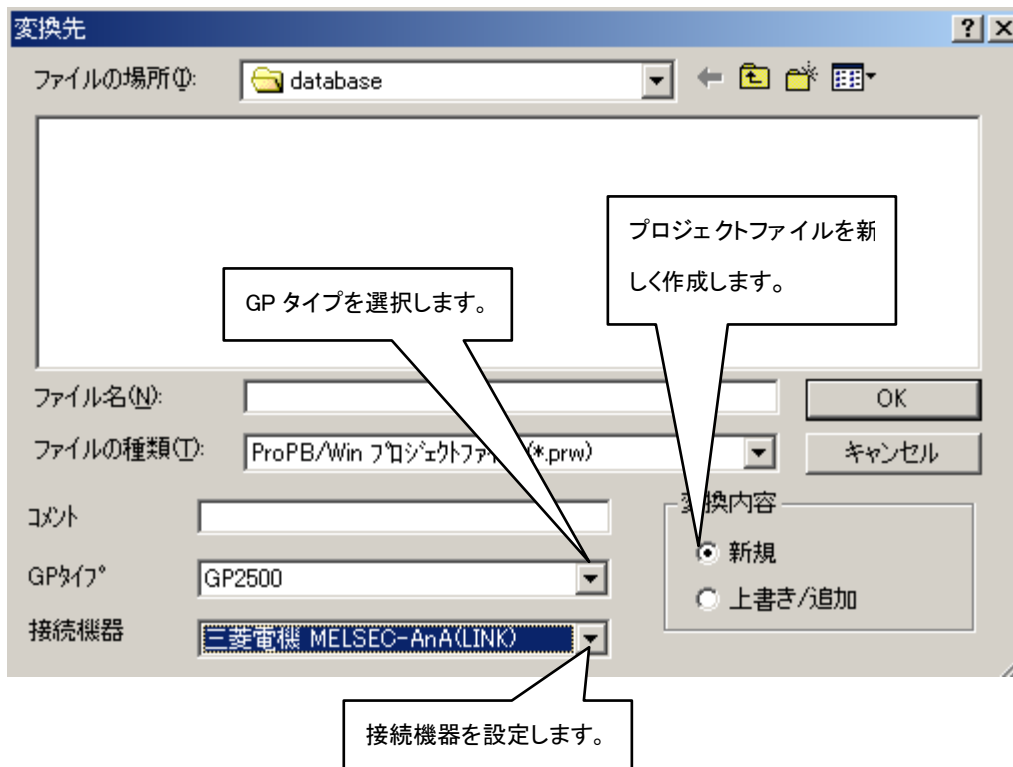 変換先
ファイルの場所(I):
database
プロジェクトファイルを新
しく作成します。
GP タイプを選択します。
ファイル名(N):
OK
ファイルの種類(T):
ProPB/Win プロジェクトファイル(*.prw)
キャンセル
コメント
変換内容
新規
GPタイプ
GP2500
上書き/追加
接続機器
三菱電機 MELSEC-AnA(LINK)
接続機器を設定します。